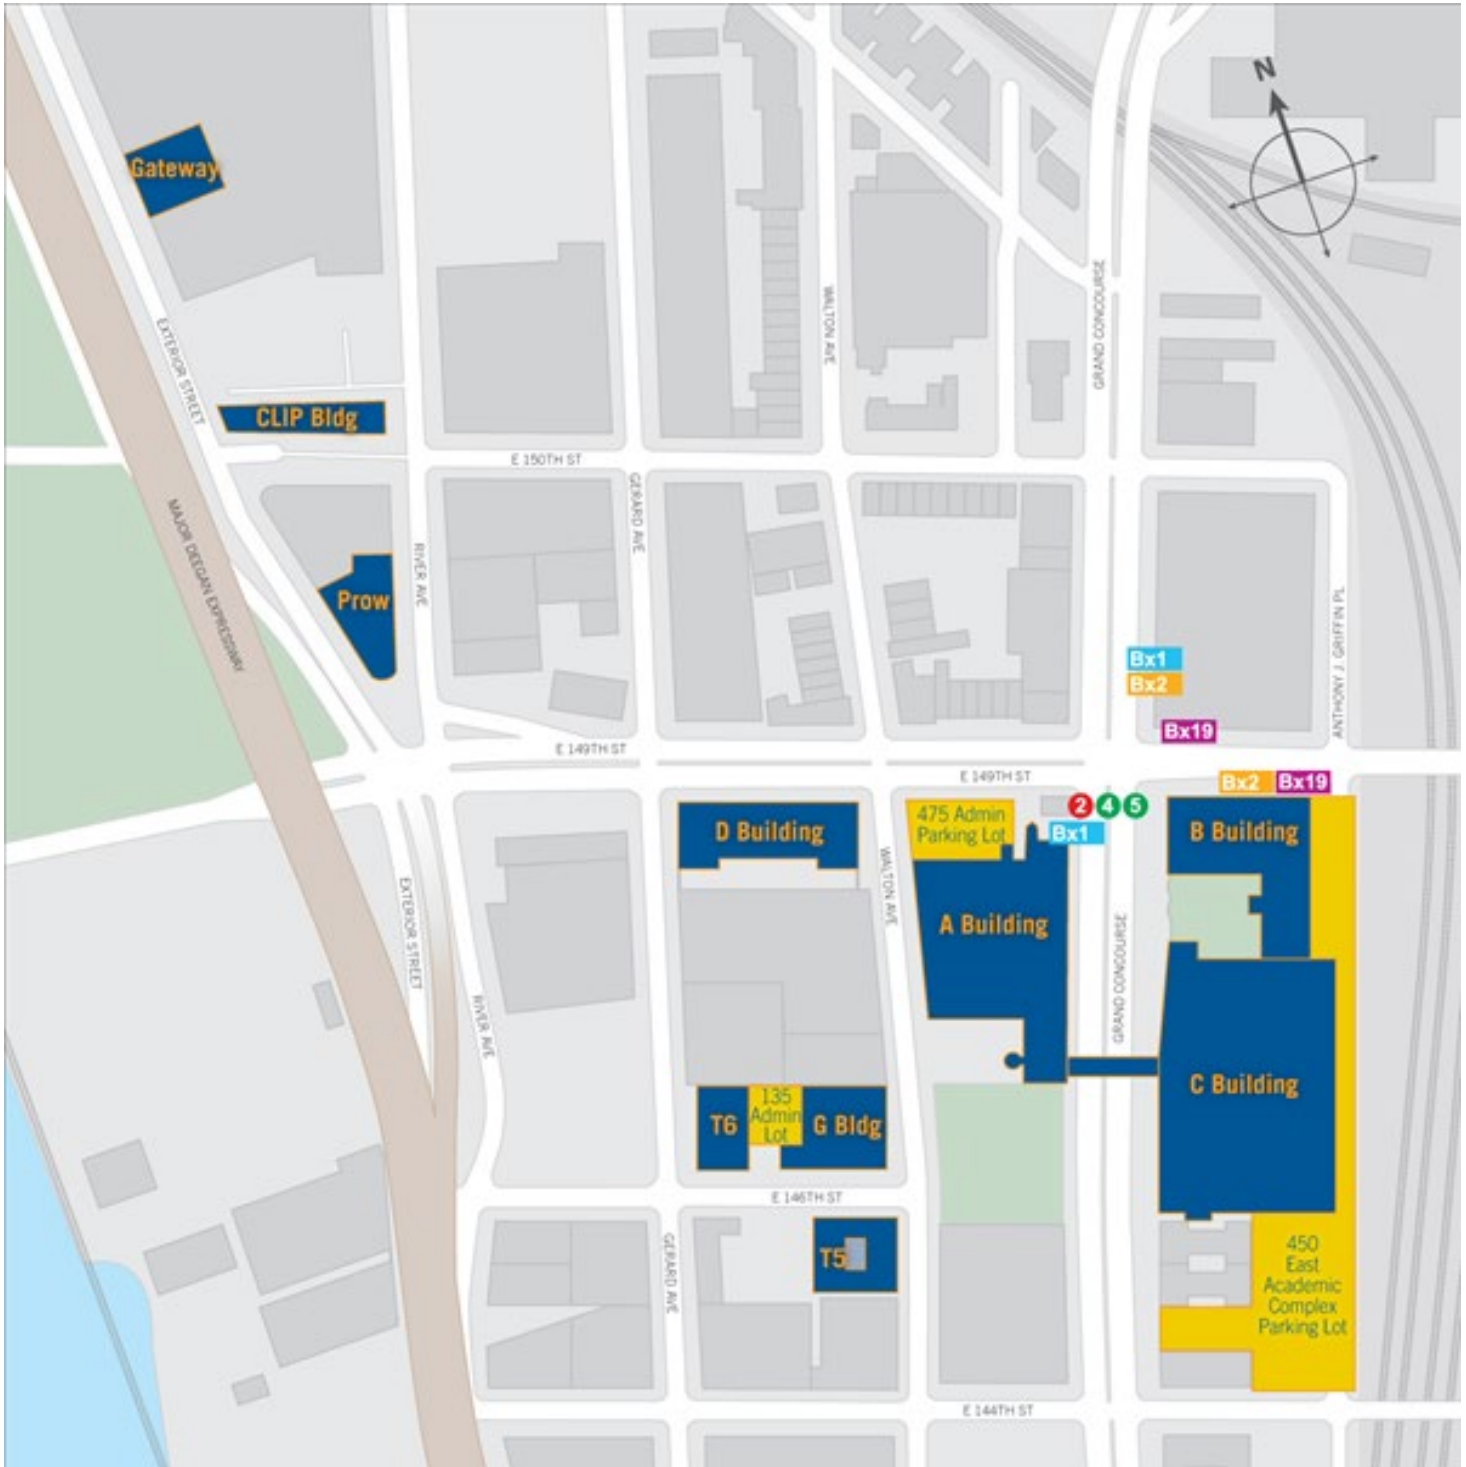 N
Gateway
EXTERIOR STREET
WALTON AVE
GRAND CONCOURSE
CLIP Bldg
E 150TH ST
GERARD AVE
MAJOR DEEGAN EXPRESSWAY
RIVER AVE
Prow
ANTHONY J. GRIFFIN PL
Bx1
Bx2
Bx19
E 149TH ST
E 149TH ST
Bx2
Bx19
2
4
5
Bx1
475 Admin
Parking Lot
D Building
B Building
EXTERIOR STREET
WALTON AVE
A Building
GRAND CONCOURSE
RIVER AVE
C Building
T6
135
Admin
Lot
G Bldg
E 146TH ST
GERARD AVE
T5
450
East
Academic
Complex
Parking Lot
E 144TH ST